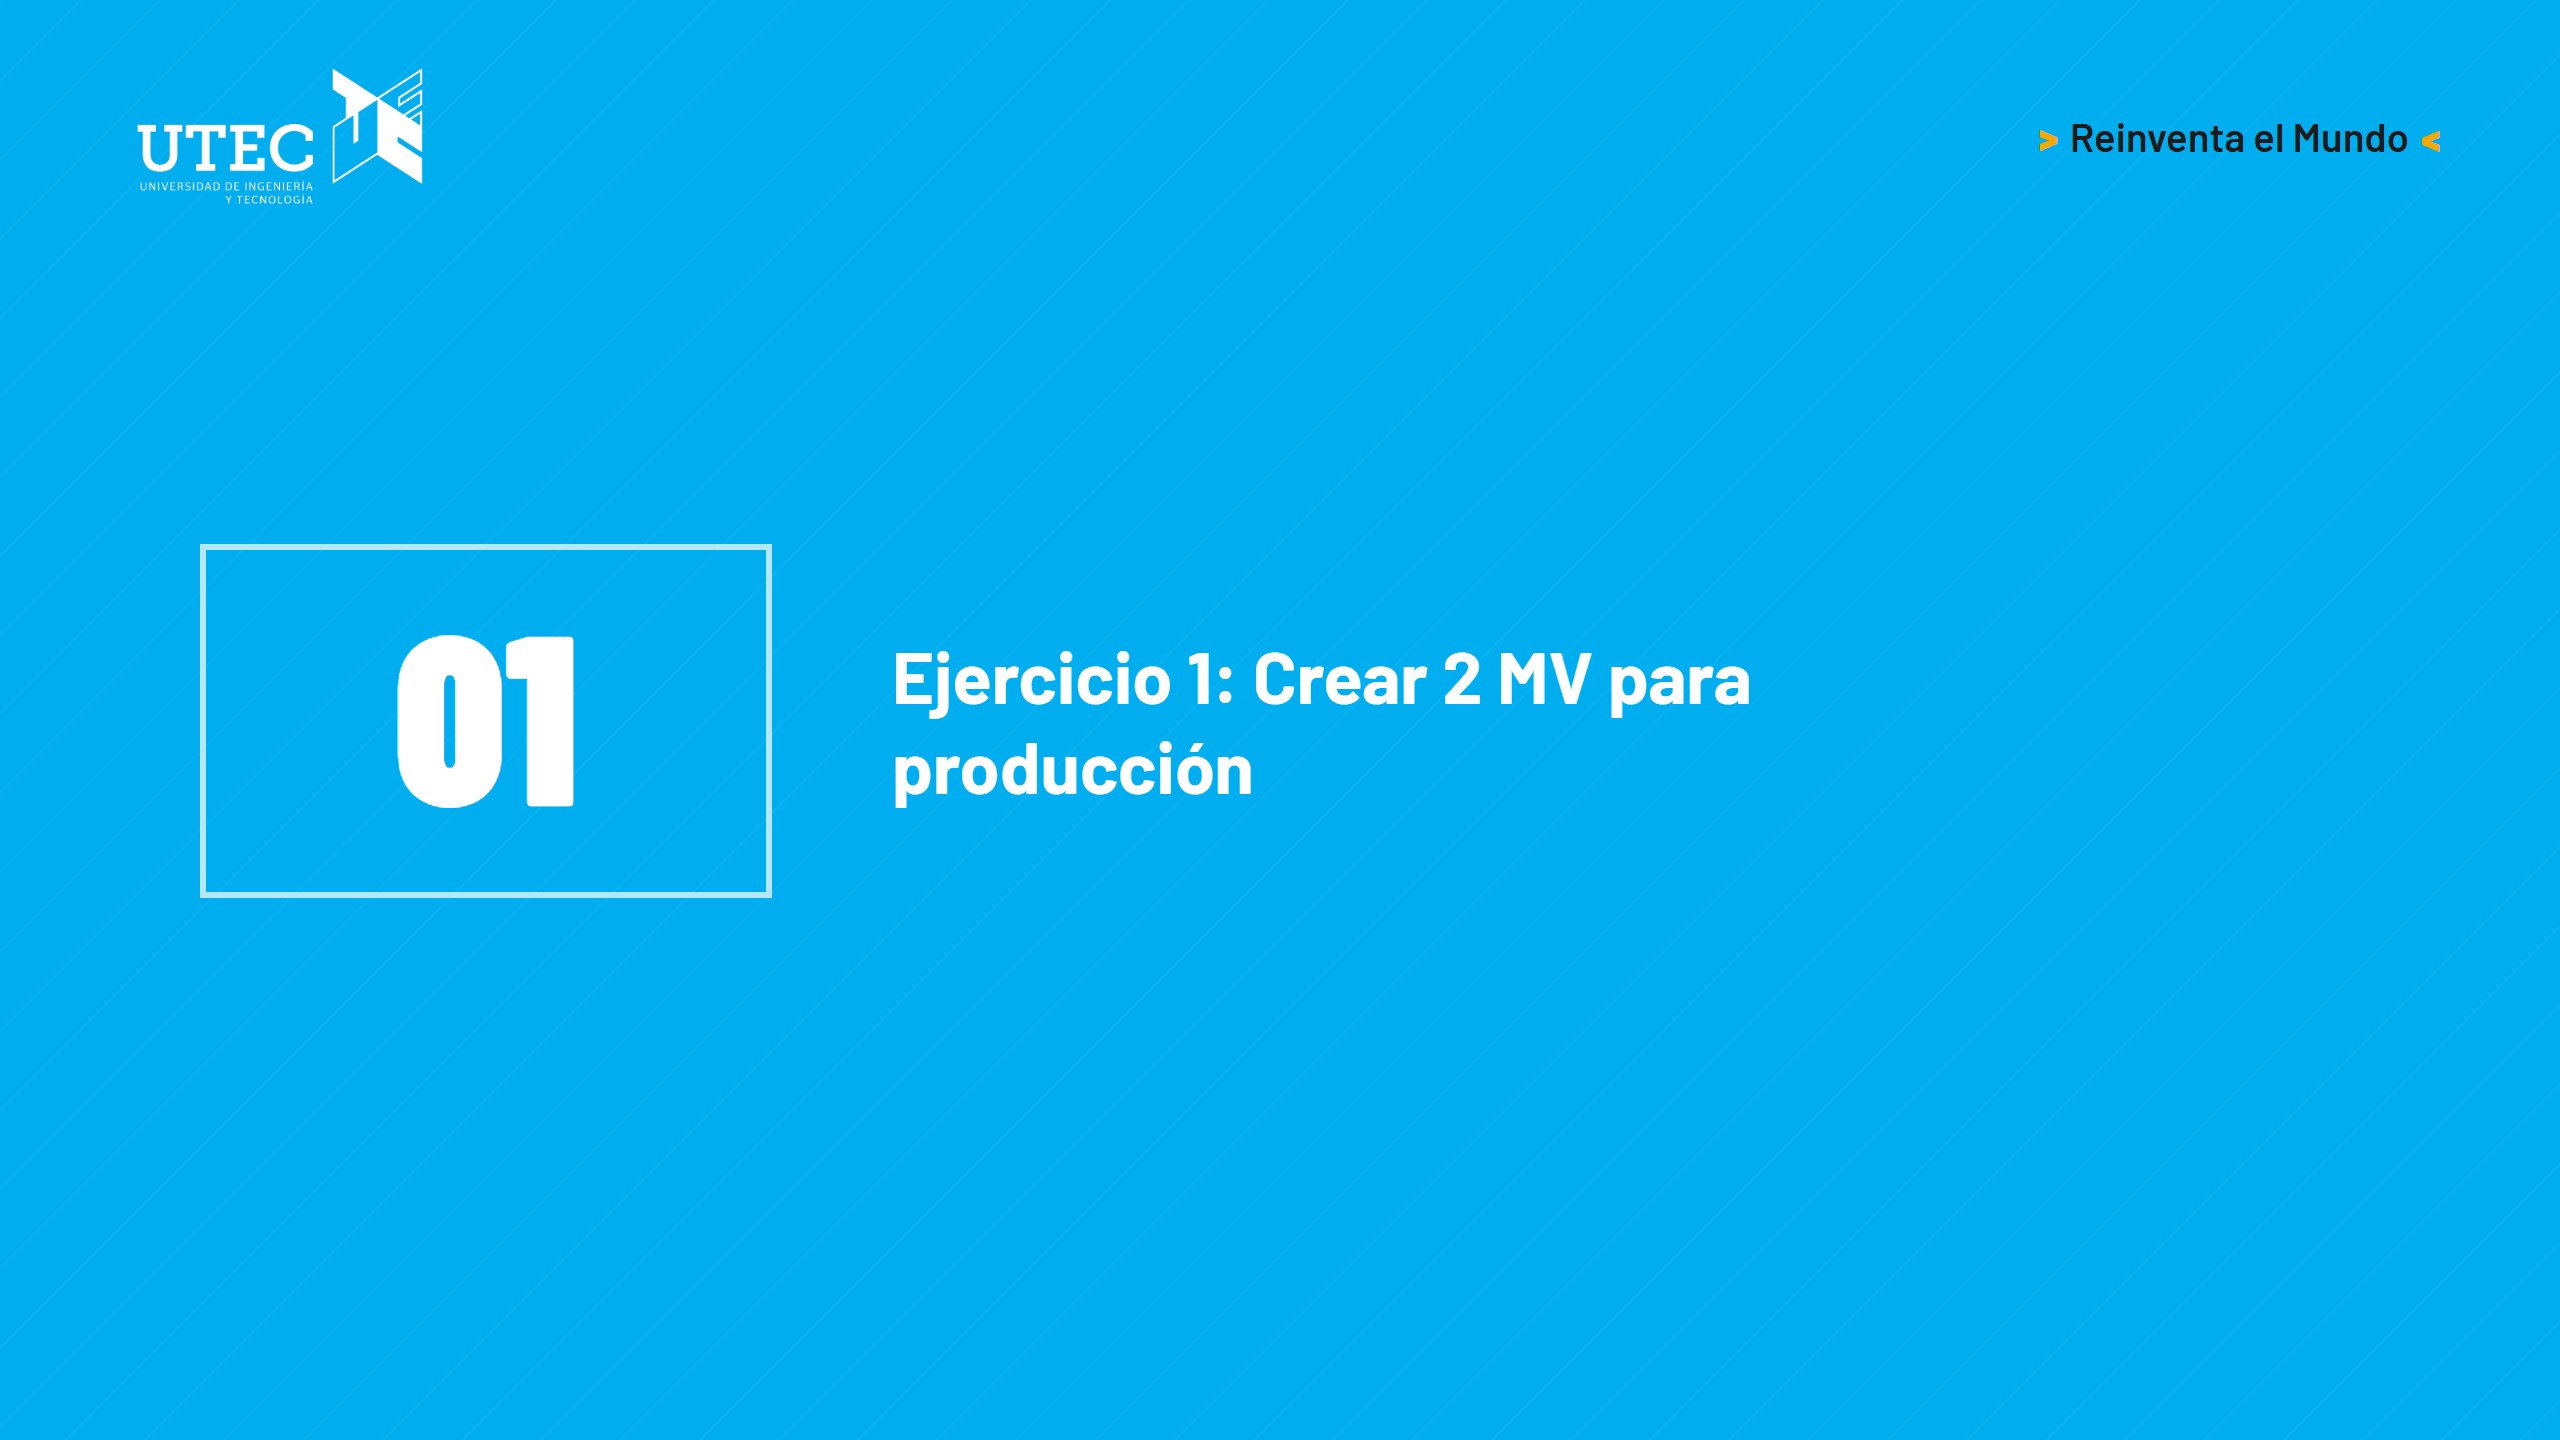 UTEC
UNIVERSIDAD DE INGENIERÍA
Y TECNOLOGÍA
> Reinventa el Mundo <
01
Ejercicio 1: Crear 2 MV para
producción